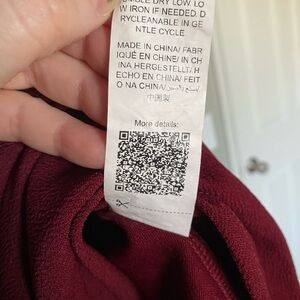 MBLE DRY LOW. LO
W IRON IF NEEDED. D
RYCLEANABLE IN GE
NTLE CYCLE
MADE IN CHINA/ FABR
IQUÉ EN CHINE/ IN CH
INA HERGESTELLT/ H
ECHO EN CHINA/ FEIT
O NA CHINA/
中国製
More details: